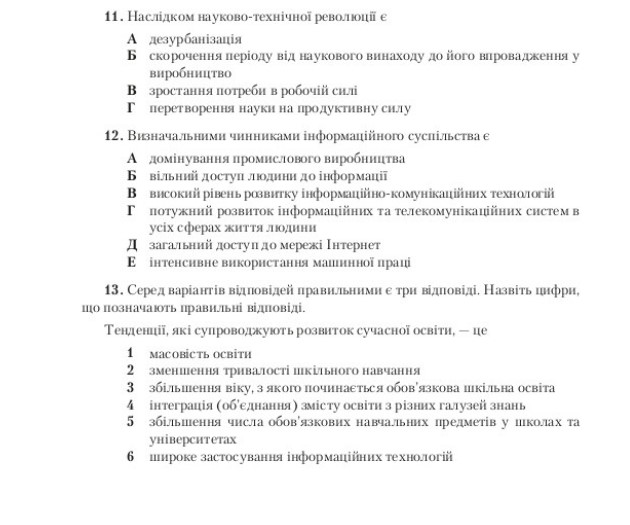 11. Наслідком науково-технічної революції є
А дезурбанізація
Б скорочення періоду від наукового винаходу до його впровадження у
виробництво
В зростання потреби в робочій силі
Г перетворення науки на продуктивну силу
12. Визначальними чинниками інформаційного суспільства є
А домінування промислового виробництва
Б вільний доступ людини до інформації
В високий рівень розвитку інформаційно-комунікаційних технологій
Г потужний розвиток інформаційних та телекомунікаційних систем в
усіх сферах життя людини
Д загальний доступ до мережі Інтернет
Е інтенсивне використання машинної праці
13. Серед варіантів відповідей правильними є три відповіді. Назвіть цифри,
що позначають правильні відповіді.
Тенденції, які супроводжують розвиток сучасної освіти, — це
1 масовість освіти
2 зменшення тривалості шкільного навчання
3 збільшення віку, з якого починається обов'язкова шкільна освіта
4 інтеграція (об'єднання) змісту освіти з різних галузей знань
5 збільшення числа обов'язкових навчальних предметів у школах та
університетах
6 широке застосування інформаційних технологій